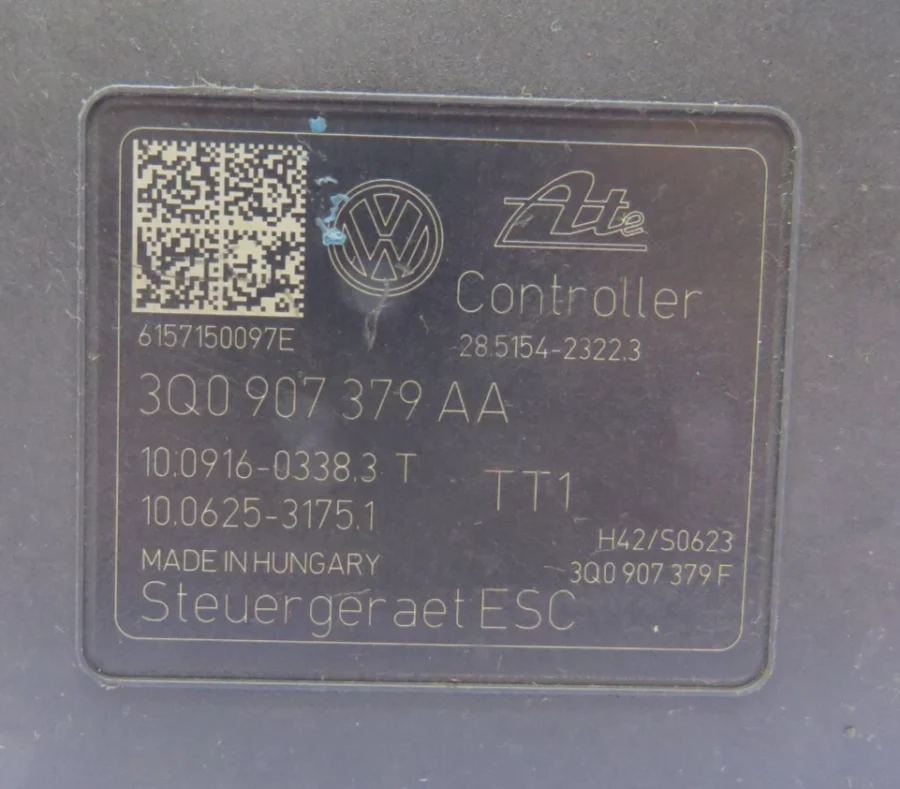 VW
Ate
Controller
6157150097E
28.5154-2322.3
3Q0 907 379 AA
10.0916-0338.3 T
TT1
10.0625-3175.1
H42/S0623
MADE IN HUNGARY
3Q0 907 379 F
Steuergeraet ESC